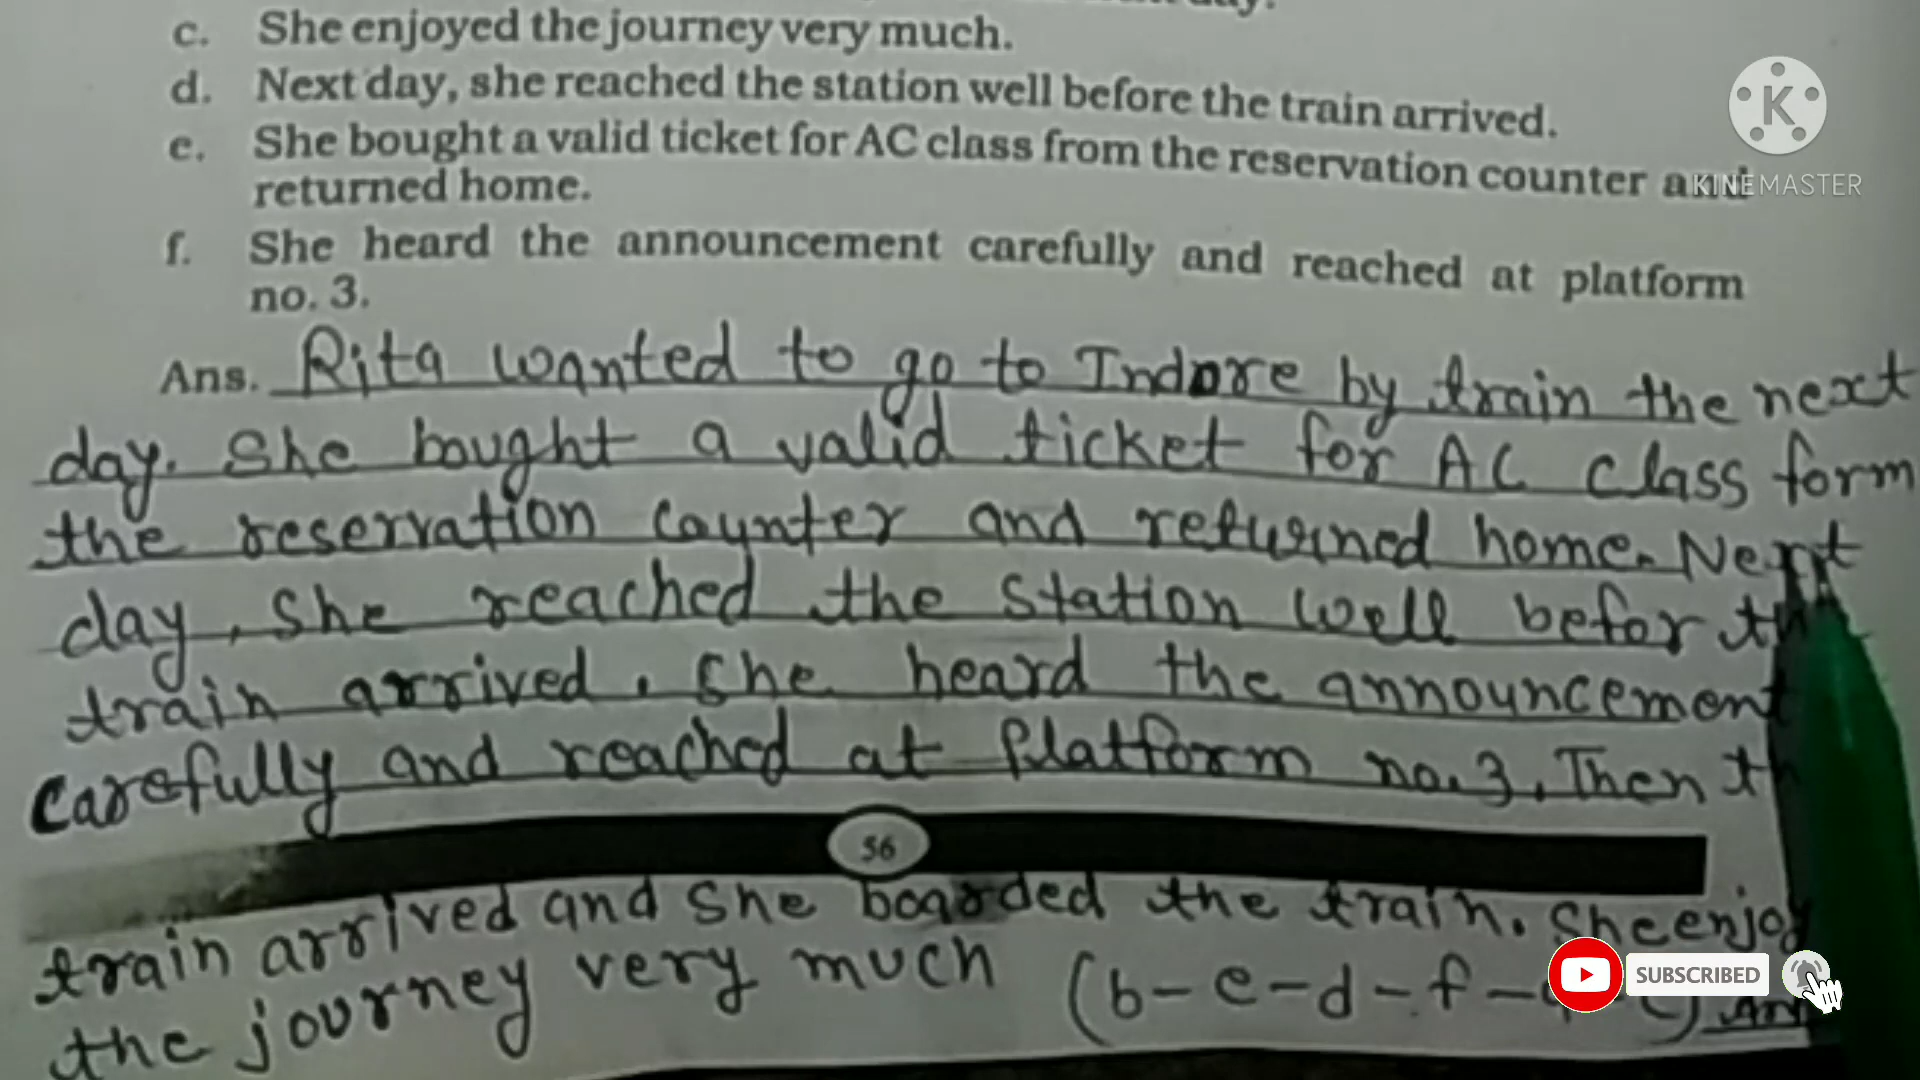 c. She enjoyed the journey very much.
d. Next day, she reached the station well before the train arrived.
e. She bought a valid ticket for AC class from the reservation counter and
returned home.
f. She heard the announcement carefully and reached at platform
no. 3.
Ans. Rita wanted to go to Indore by train the next
day. She bought a valid ticket for AC class form
the reservation counter and returned home. Next
day, she reached the station well befor
train arrived. She heard the announcement
carefully and reached at platform no. 3. Then
56
train arrived and she boarded the train. She enjoy
the journey very much (b-e-d-f-
KINEMASTER
SUBSCRIBED